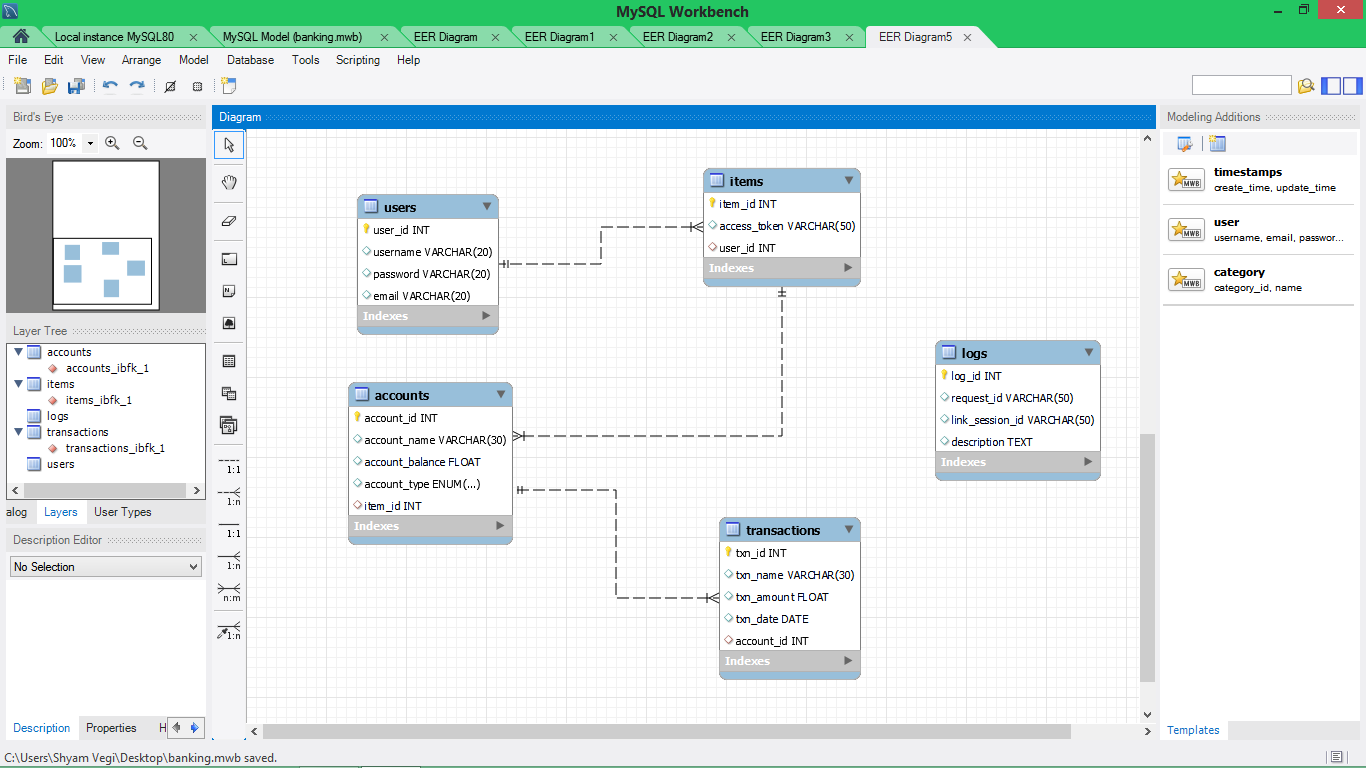 MySQL Workbench
Local instance MySQL80
MySQL Model (banking.mwb)
EER Diagram
EER Diagram1
EER Diagram2
EER Diagram3
EER Diagram5
File Edit View Arrange Model Database Tools Scripting Help
Bird's Eye
Zoom: 100%
Layer Tree
accounts
accounts_ibfk_1
items
items_ibfk_1
logs
transactions
transactions_ibfk_1
users
alog Layers User Types
Description Editor
No Selection
Description Properties H
Diagram
1:1
1:n
1:1
1:n
n:m
1:n
users
user_id INT
username VARCHAR(20)
password VARCHAR(20)
email VARCHAR(20)
Indexes
items
item_id INT
access_token VARCHAR(50)
user_id INT
Indexes
accounts
account_id INT
account_name VARCHAR(30)
account_balance FLOAT
account_type ENUM(...)
item_id INT
Indexes
logs
log_id INT
request_id VARCHAR(50)
link_session_id VARCHAR(50)
description TEXT
Indexes
transactions
txn_id INT
txn_name VARCHAR(30)
txn_amount FLOAT
txn_date DATE
account_id INT
Indexes
Modeling Additions
MWB
timestamps
create_time, update_time
MWB
user
username, email, passwor...
MWB
category
category_id, name
Templates
C:\Users\Shyam Vegi\Desktop\banking.mwb saved.